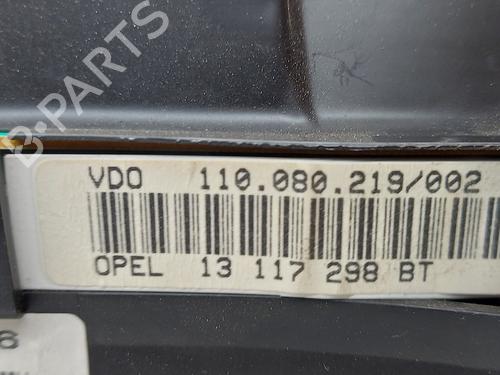 B-PARTS
VDO 110.080.219/002
OPEL 13 117 298 BT